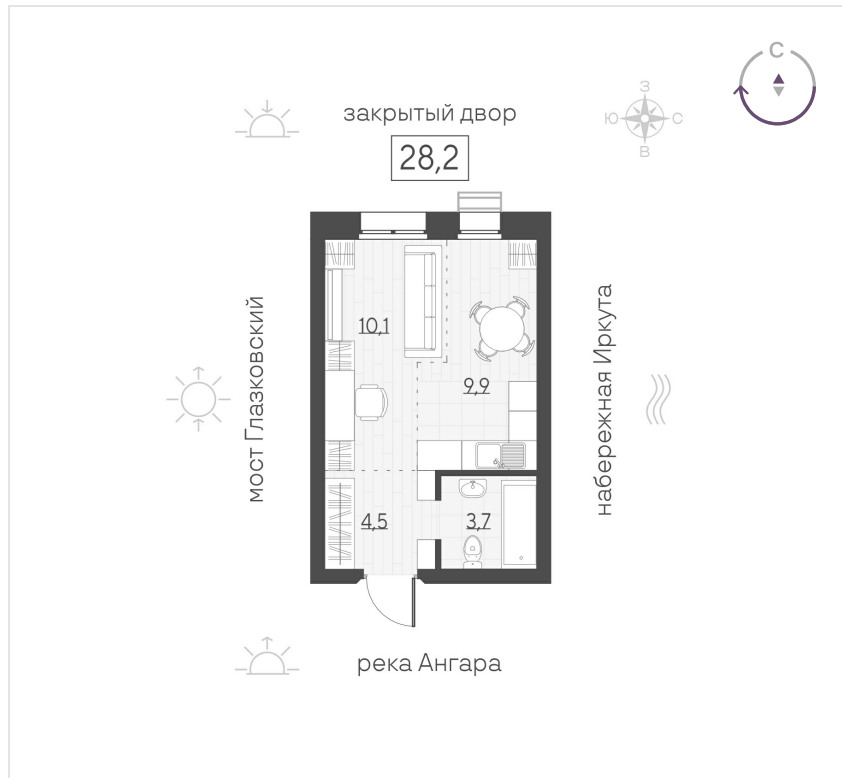 С
закрытый двор
28,2
З
Ю
С
В
мост Глазковский
набережная Иркута
10,1
9,9
4,5
3,7
река Ангара